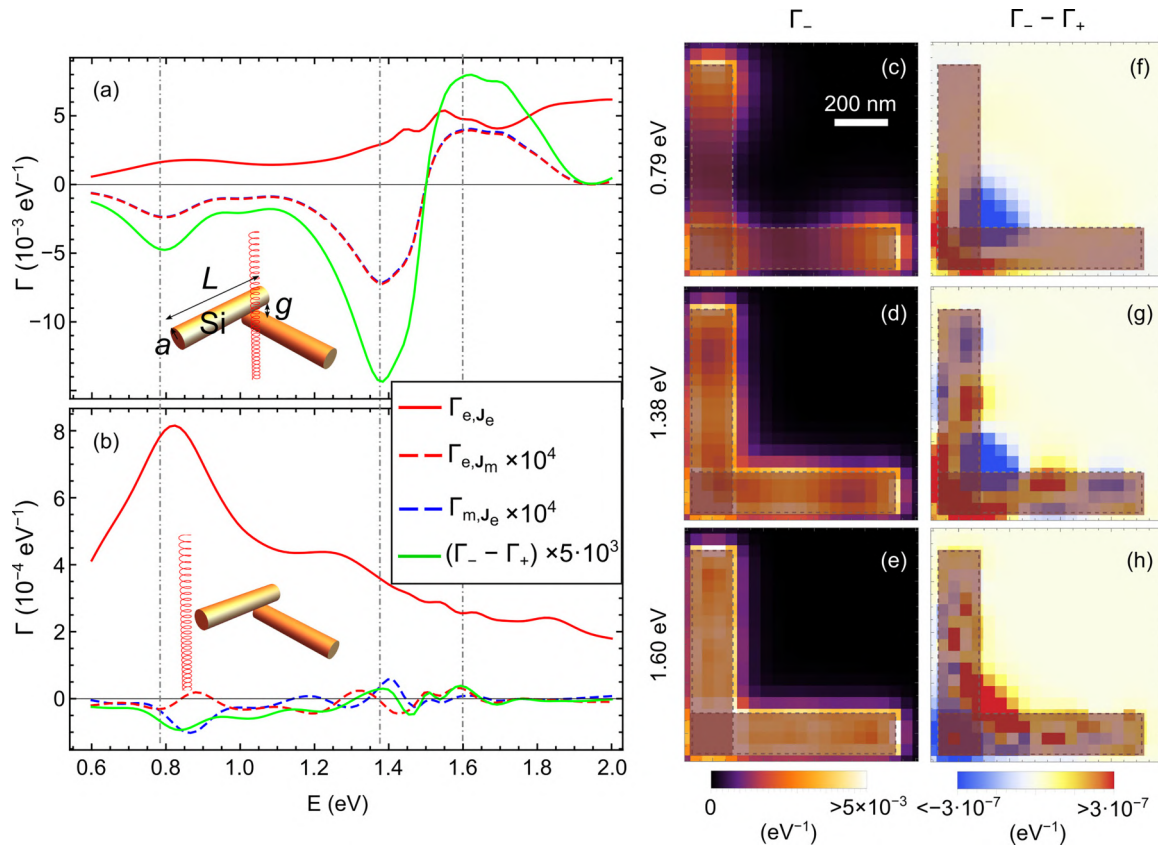 (a)
Γ (10⁻³ eV⁻¹)
5
0
−5
−10
L
Si
g
a
(b)
Γ (10⁻⁴ eV⁻¹)
8
6
4
2
0
Γe,Je
Γe,Jm ×10⁴
Γm,Je ×10⁴
(Γ₋ − Γ₊) ×5·10³
0.6 0.8 1.0 1.2 1.4 1.6 1.8 2.0
E (eV)
Γ₋
Γ₋ − Γ₊
0.79 eV
(c)
200 nm
(f)
1.38 eV
(d)
(g)
1.60 eV
(e)
(h)
0 >5×10⁻³
(eV⁻¹)
<−3·10⁻⁷ >3·10⁻⁷
(eV⁻¹)